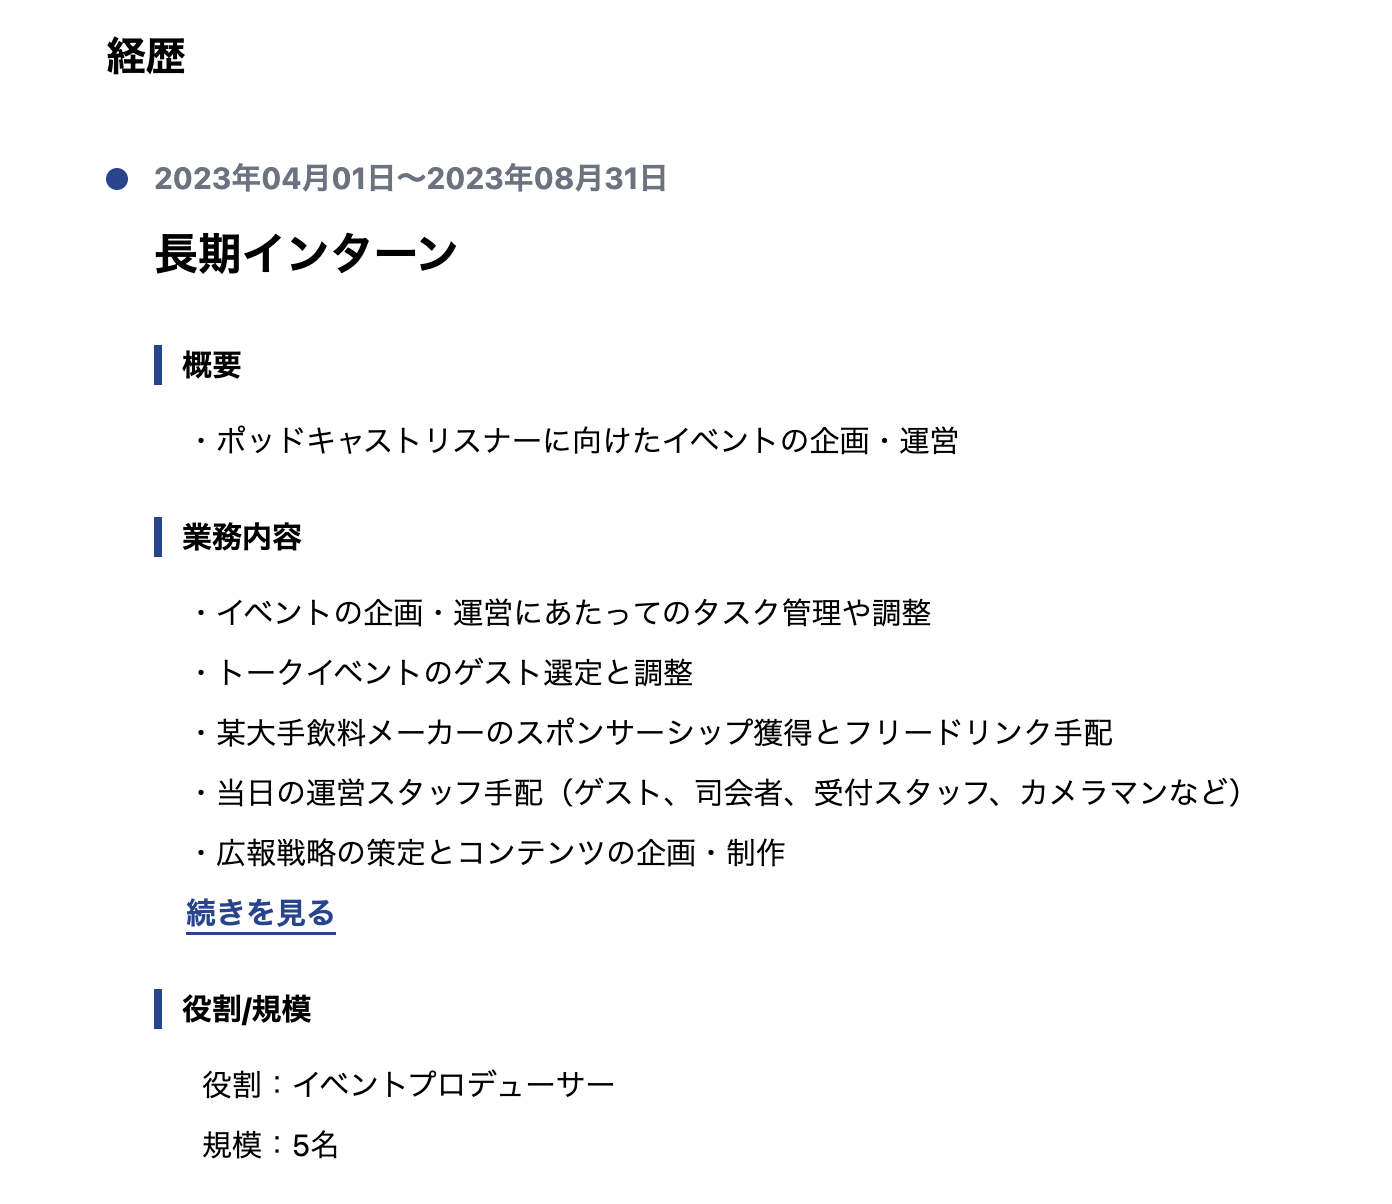 経歴
2023年04月01日〜2023年08月31日
長期インターン
概要
・ポッドキャストリスナーに向けたイベントの企画・運営
業務内容
・イベントの企画・運営にあたってのタスク管理や調整
・トークイベントのゲスト選定と調整
・某大手飲料メーカーのスポンサーシップ獲得とフリードリンク手配
・当日の運営スタッフ手配（ゲスト、司会者、受付スタッフ、カメラマンなど）
・広報戦略の策定とコンテンツの企画・制作
続きを見る
役割/規模
役割：イベントプロデューサー
規模：5名